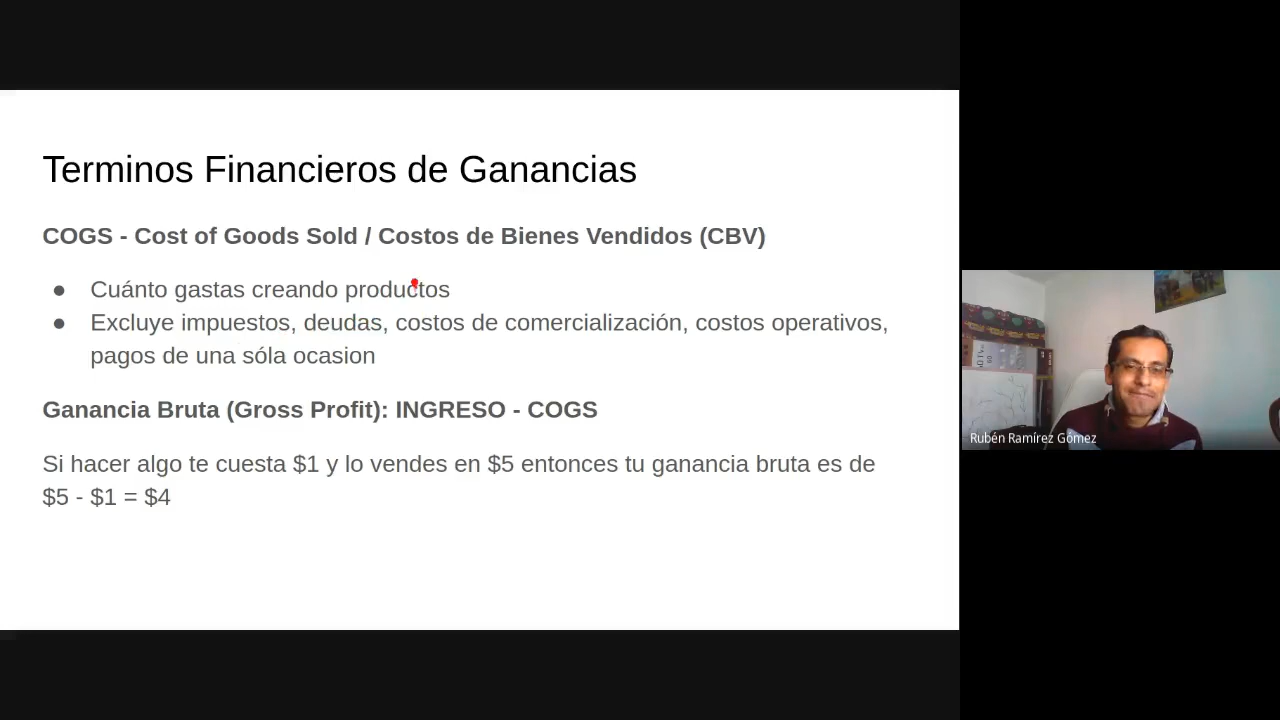 Terminos Financieros de Ganancias
COGS - Cost of Goods Sold / Costos de Bienes Vendidos (CBV)
● Cuánto gastas creando productos
● Excluye impuestos, deudas, costos de comercialización, costos operativos,
pagos de una sóla ocasion
Ganancia Bruta (Gross Profit): INGRESO - COGS
Si hacer algo te cuesta $1 y lo vendes en $5 entonces tu ganancia bruta es de
$5 - $1 = $4
Rubén Ramírez Gómez